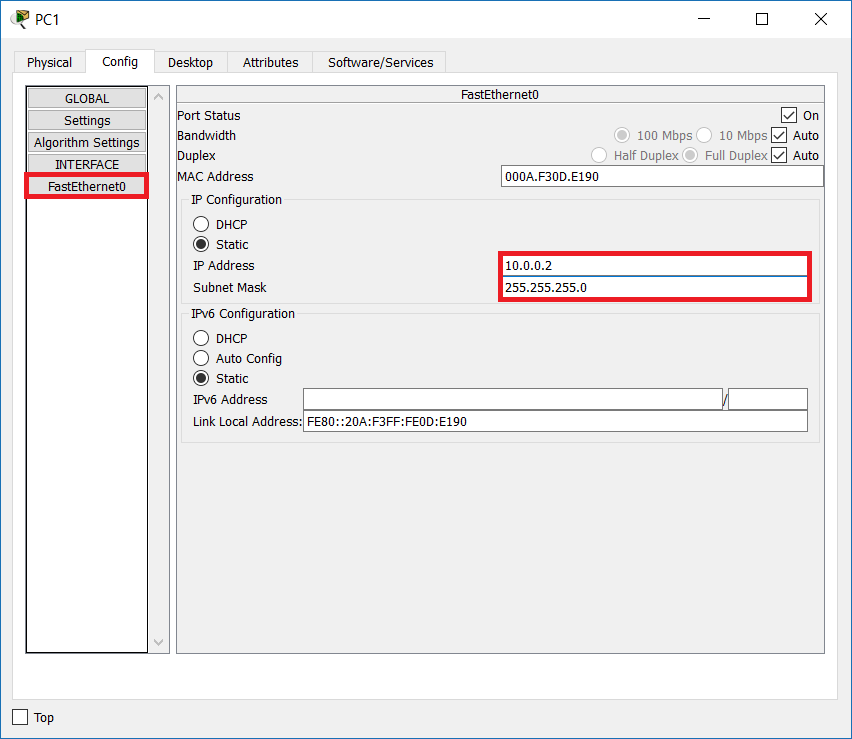 PC1
Physical Config Desktop Attributes Software/Services
GLOBAL
Settings
Algorithm Settings
INTERFACE
FastEthernet0
FastEthernet0
Port Status On
Bandwidth 100 Mbps 10 Mbps Auto
Duplex Half Duplex Full Duplex Auto
MAC Address 000A.F30D.E190
IP Configuration
DHCP
Static
IP Address 10.0.0.2
Subnet Mask 255.255.255.0
IPv6 Configuration
DHCP
Auto Config
Static
IPv6 Address /
Link Local Address: FE80::20A:F3FF:FE0D:E190
Top